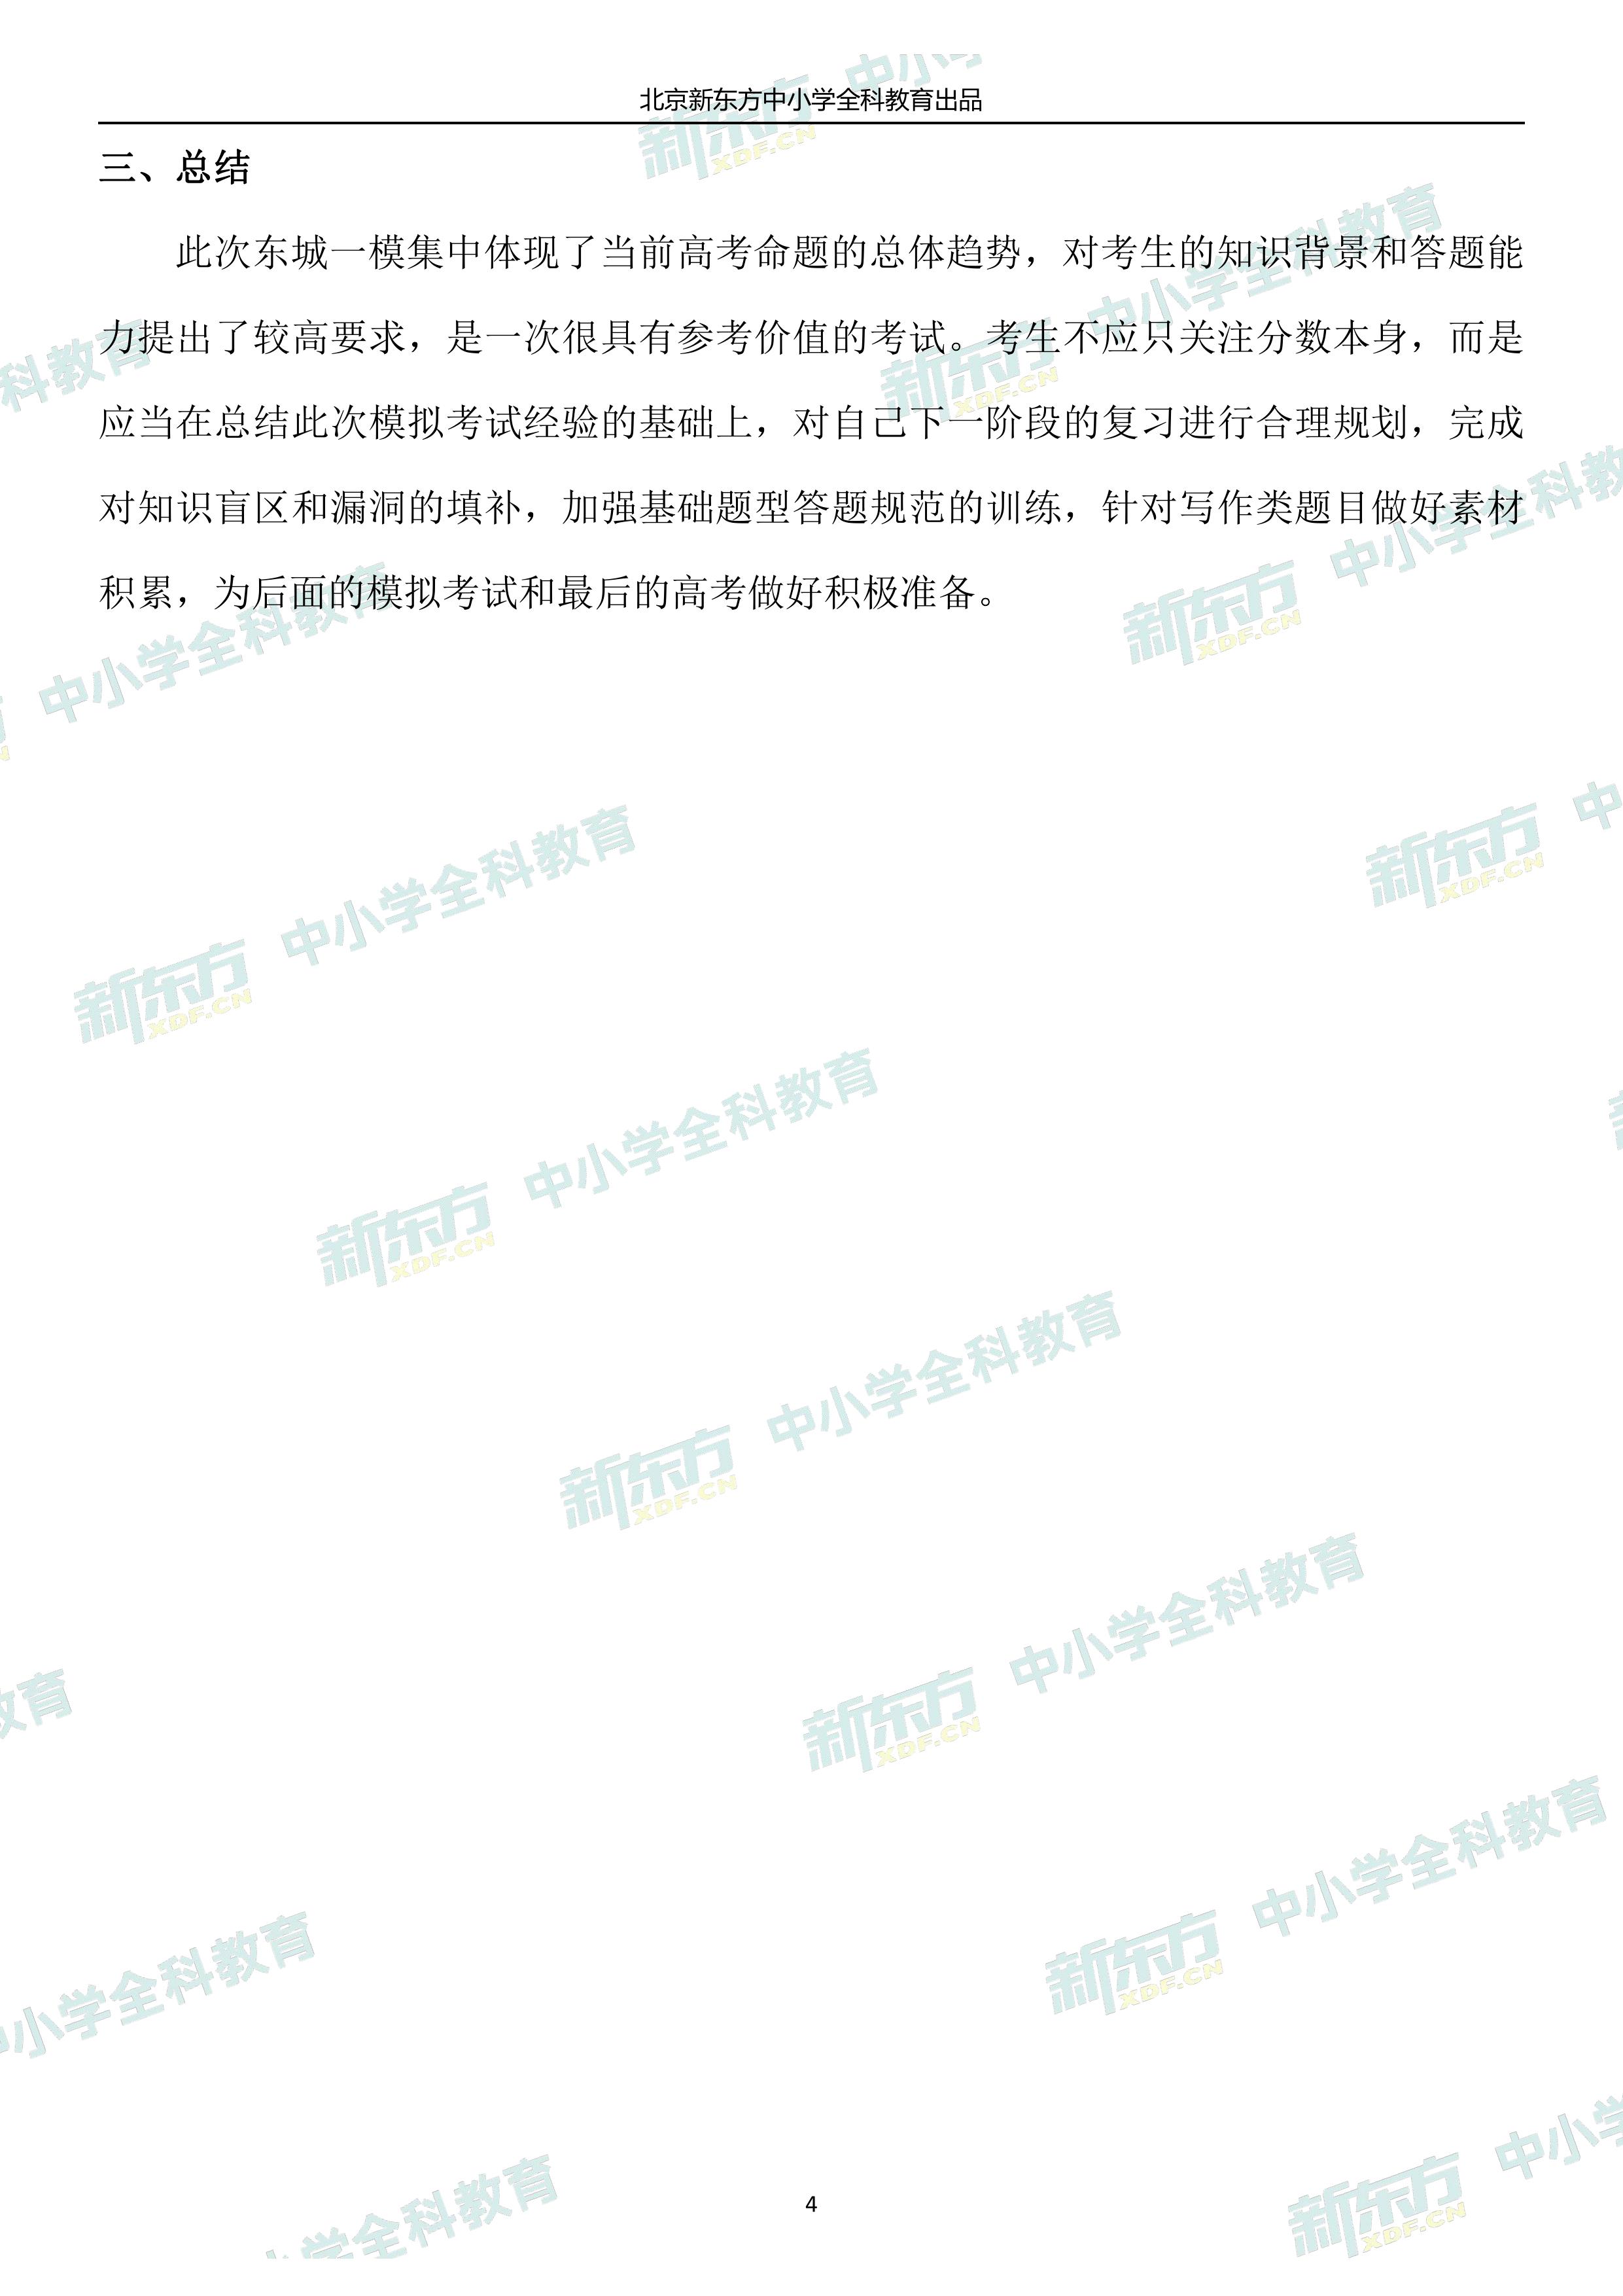 北京新东方中小学全科教育出品
三、总结
此次东城一模集中体现了当前高考命题的总体趋势，对考生的知识背景和答题能
力提出了较高要求，是一次很具有参考价值的考试。考生不应只关注分数本身，而是
应当在总结此次模拟考试经验的基础上，对自己下一阶段的复习进行合理规划，完成
对知识盲区和漏洞的填补，加强基础题型答题规范的训练，针对写作类题目做好素材
积累，为后面的模拟考试和最后的高考做好积极准备。
新东方 XDF.CN 中小学全科教育
4